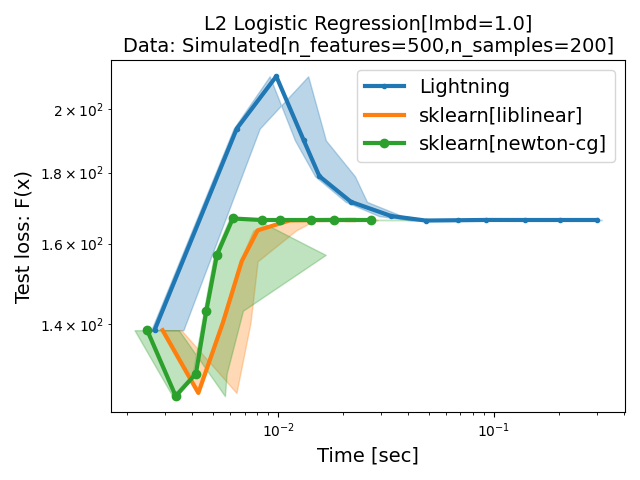 L2 Logistic Regression[lmbd=1.0]
Data: Simulated[n_features=500,n_samples=200]
Lightning
sklearn[liblinear]
sklearn[newton-cg]
Test loss: F(x)
2 × 10²
1.8 × 10²
1.6 × 10²
1.4 × 10²
10⁻²
10⁻¹
Time [sec]